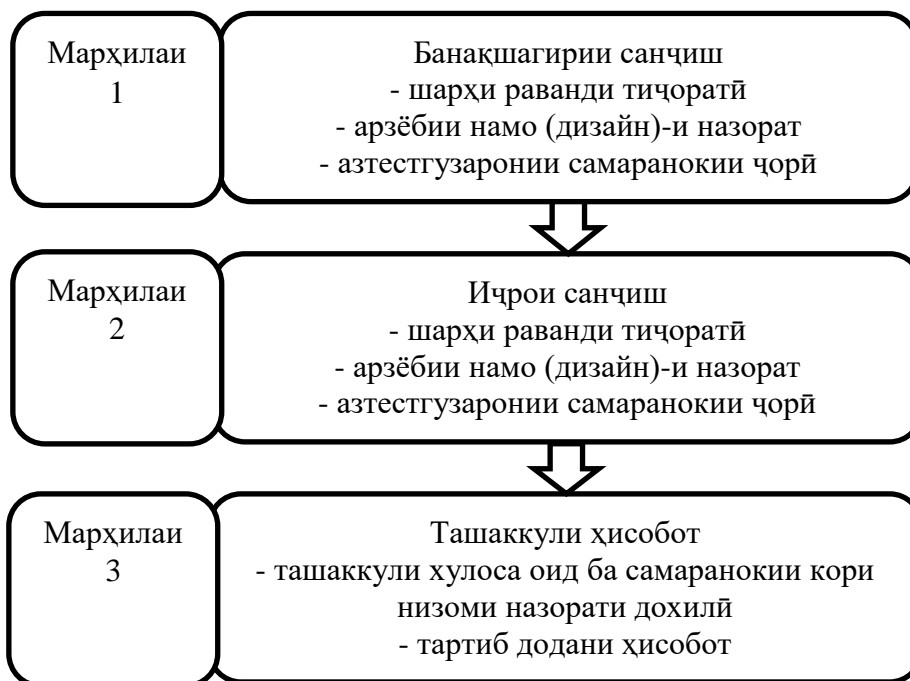 Марҳилаи
1
Банақшагирии санҷиш
- шарҳи раванди тиҷоратӣ
- арзёбии намо (дизайн)-и назорат
- азтестгузаронии самаранокии ҷорӣ
Марҳилаи
2
Иҷрои санҷиш
- шарҳи раванди тиҷоратӣ
- арзёбии намо (дизайн)-и назорат
- азтестгузаронии самаранокии ҷорӣ
Марҳилаи
3
Ташаккули ҳисобот
- ташаккули хулоса оид ба самаранокии кори
низоми назорати дохилӣ
- тартиб додани ҳисобот